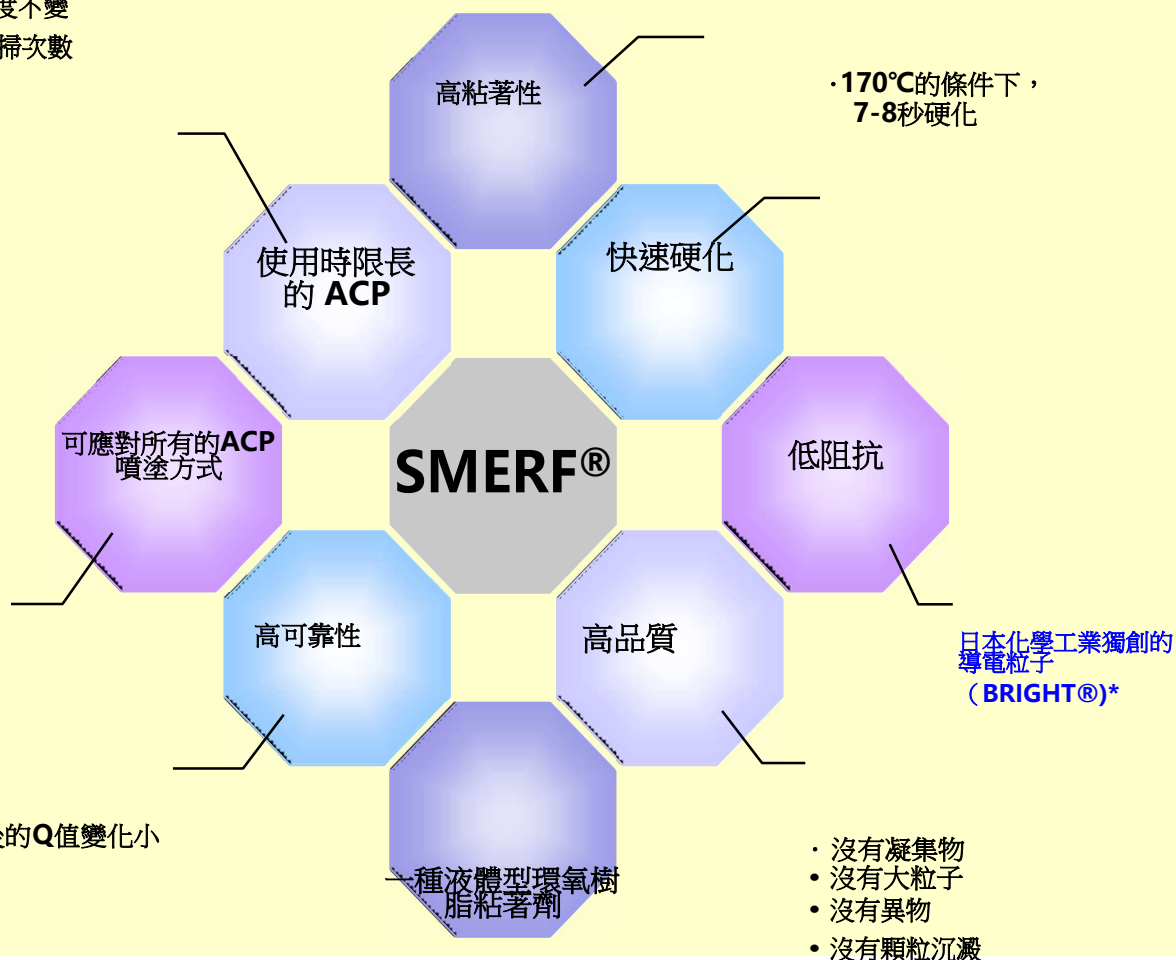 度不變
掃次數
高粘著性
·170℃的條件下，
7-8秒硬化
使用時限長
的 ACP
快速硬化
可應對所有的ACP
噴塗方式
SMERF®
低阻抗
高可靠性
高品質
日本化學工業獨創的
導電粒子
（BRIGHT®)*
的Q值變化小
一種液體型環氧樹
脂粘著劑
· 沒有凝集物
• 沒有大粒子
• 沒有異物
• 沒有顆粒沉澱